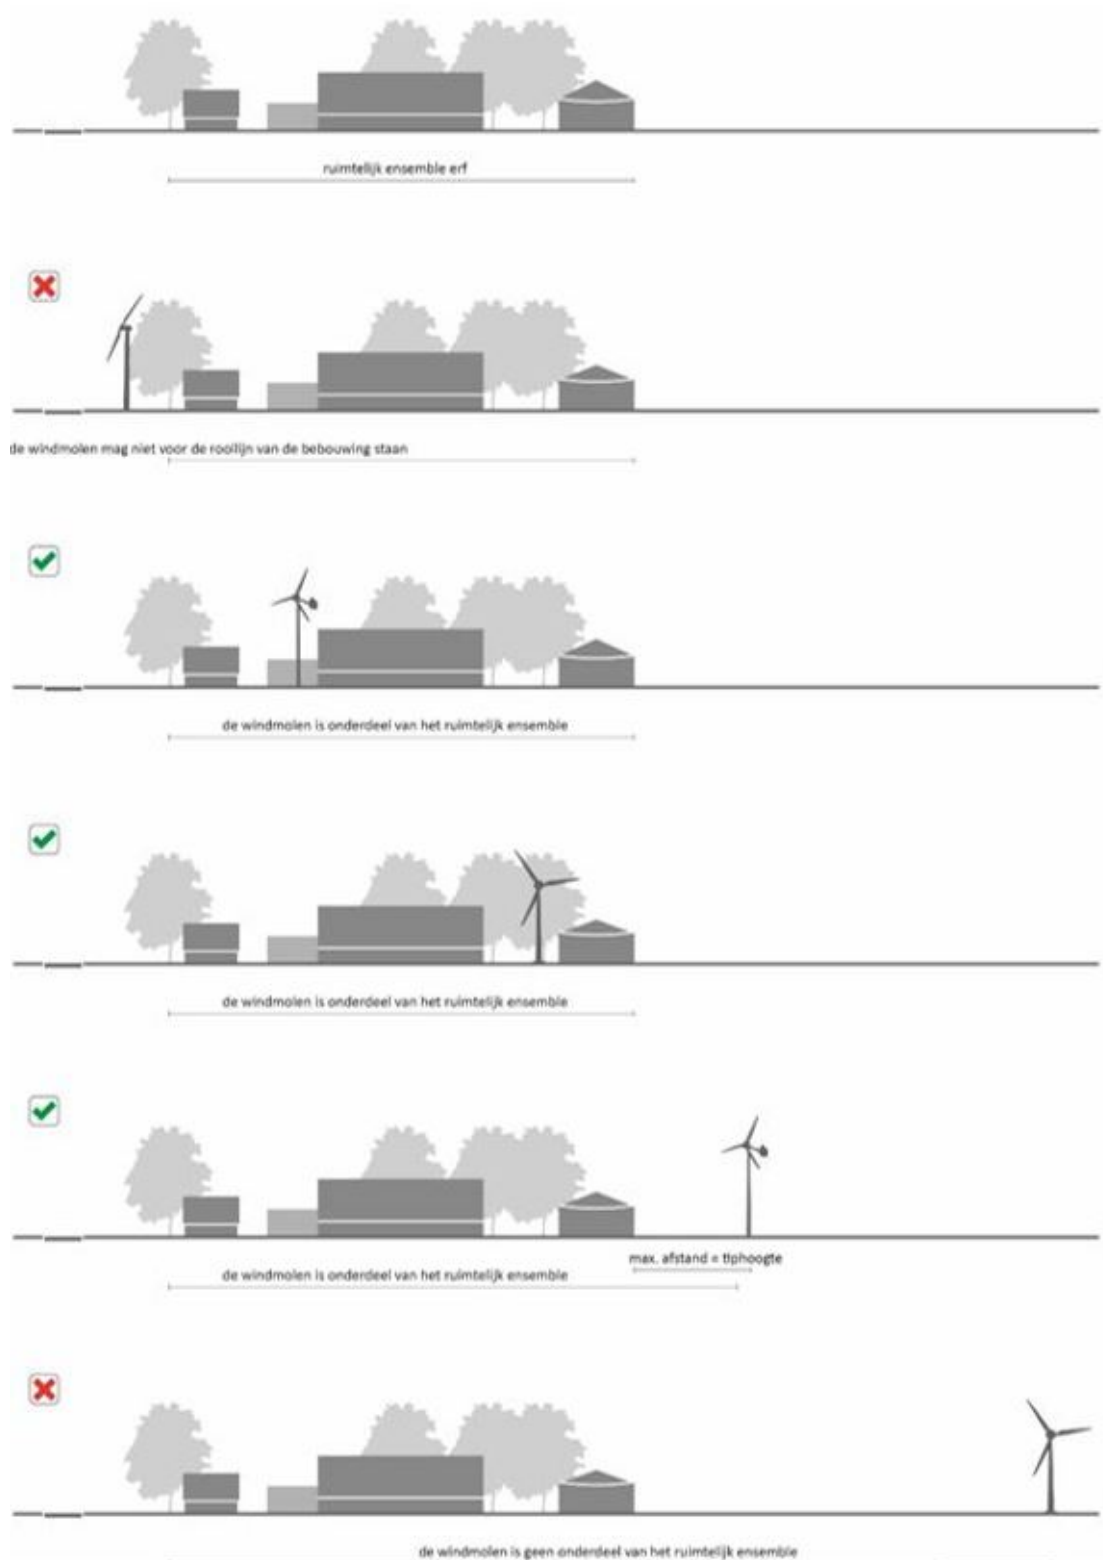 ruimtelijk ensemble erf
de windmolen mag niet voor de rooilijn van de bebouwing staan
de windmolen is onderdeel van het ruimtelijk ensemble
de windmolen is onderdeel van het ruimtelijk ensemble
max. afstand = tiphoogte
de windmolen is onderdeel van het ruimtelijk ensemble
de windmolen is geen onderdeel van het ruimtelijk ensemble